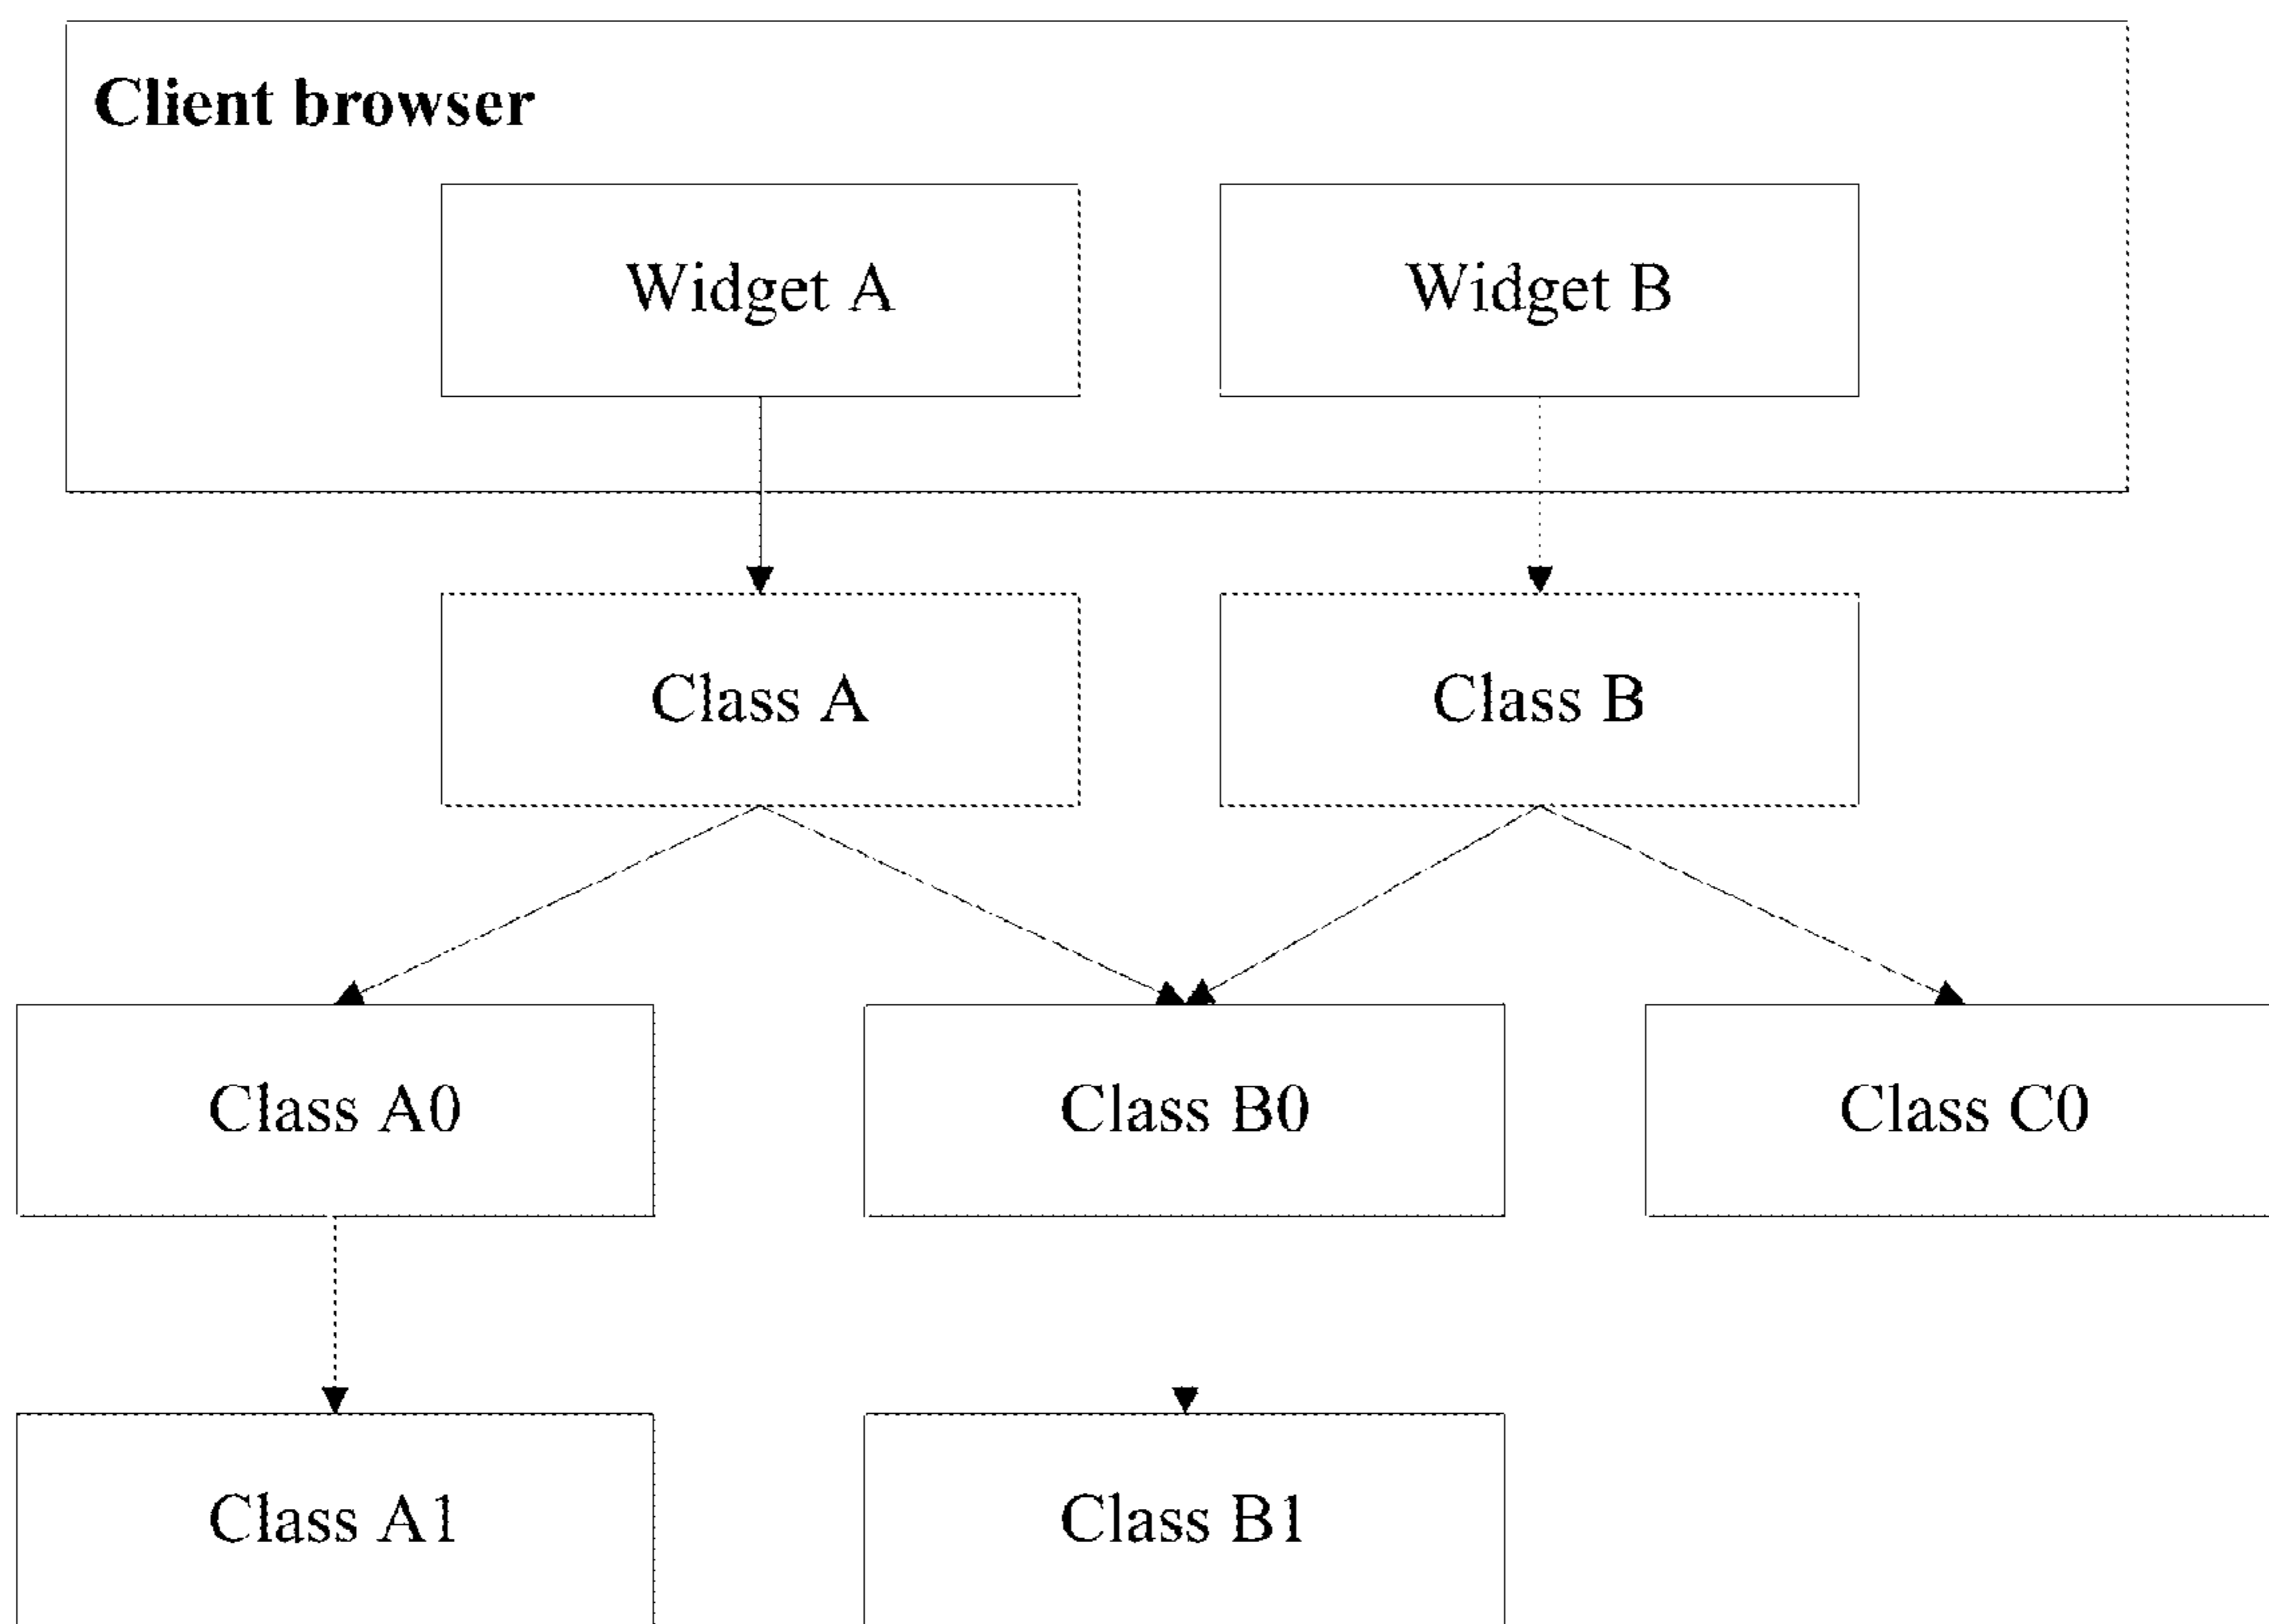 Client browser
Widget A
Widget B
Class A
Class B
Class A0
Class B0
Class C0
Class A1
Class B1